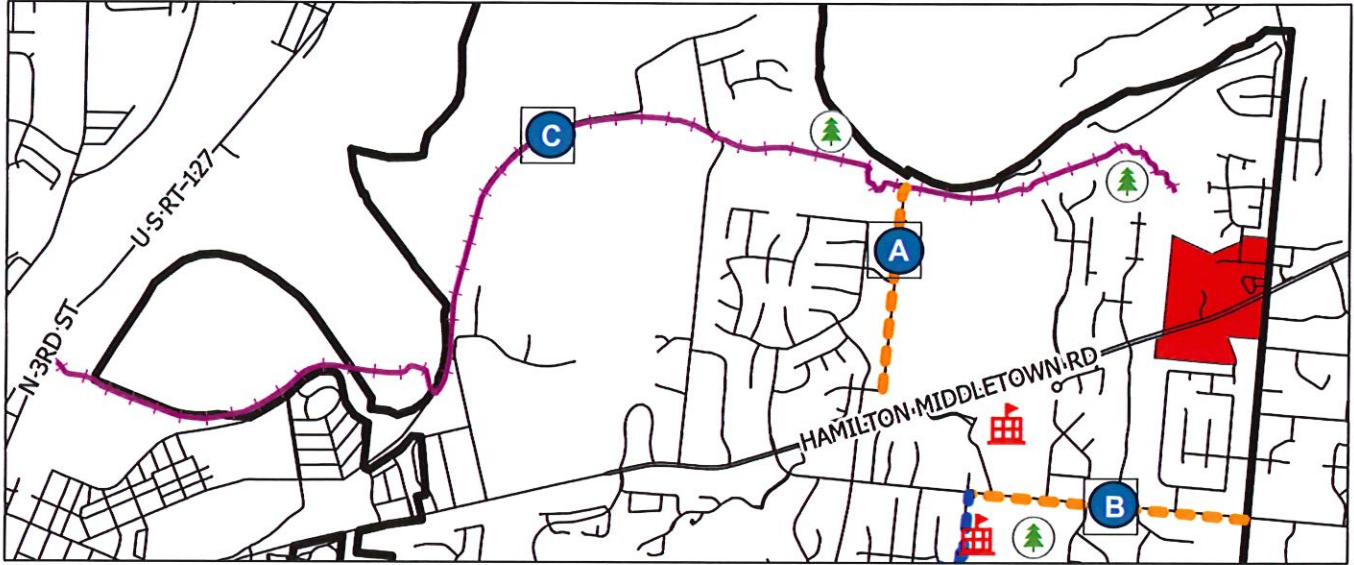 C
U·S·RT-127
A
N·3RD·ST
HAMILTON·MIDDLETOWN·RD
B